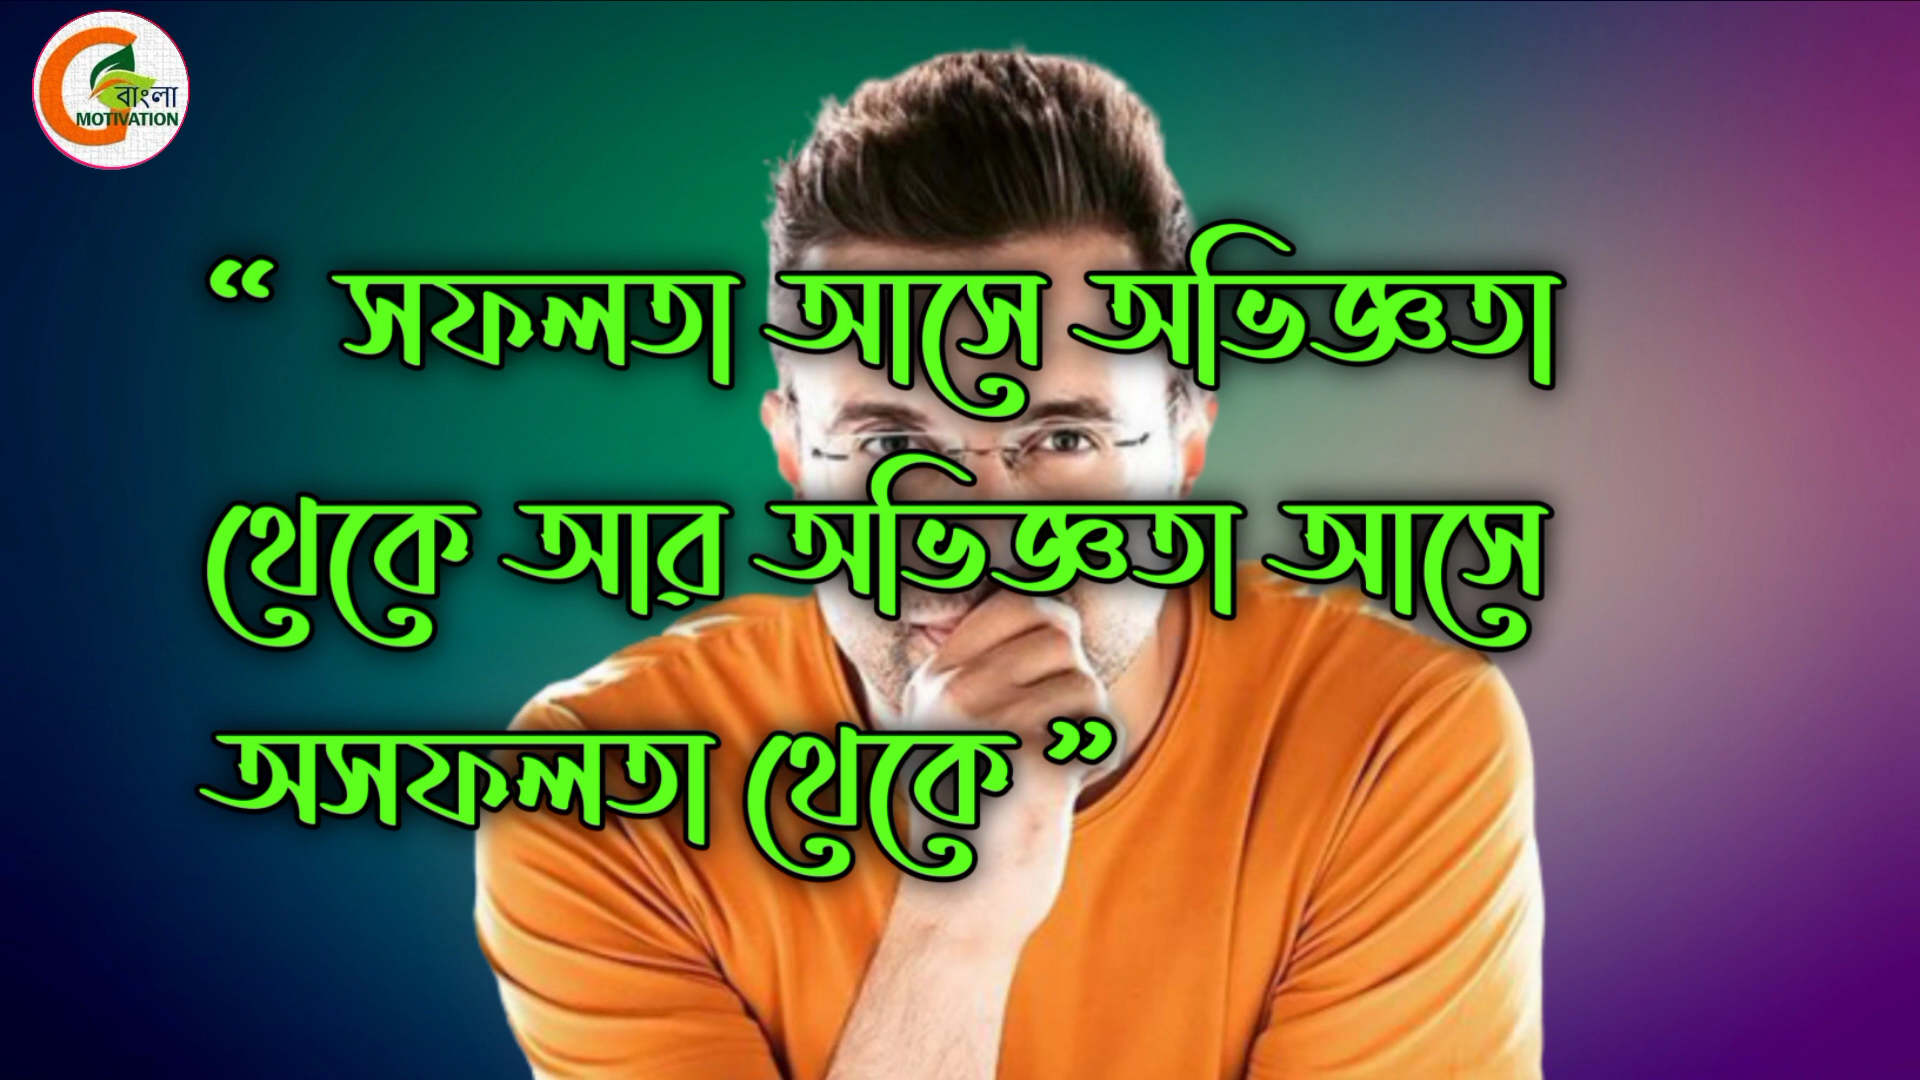 বাংলা
MOTIVATION
“ সফলতা আসে অভিজ্ঞতা
থেকে আর অভিজ্ঞতা আসে
অসফলতা থেকে ”